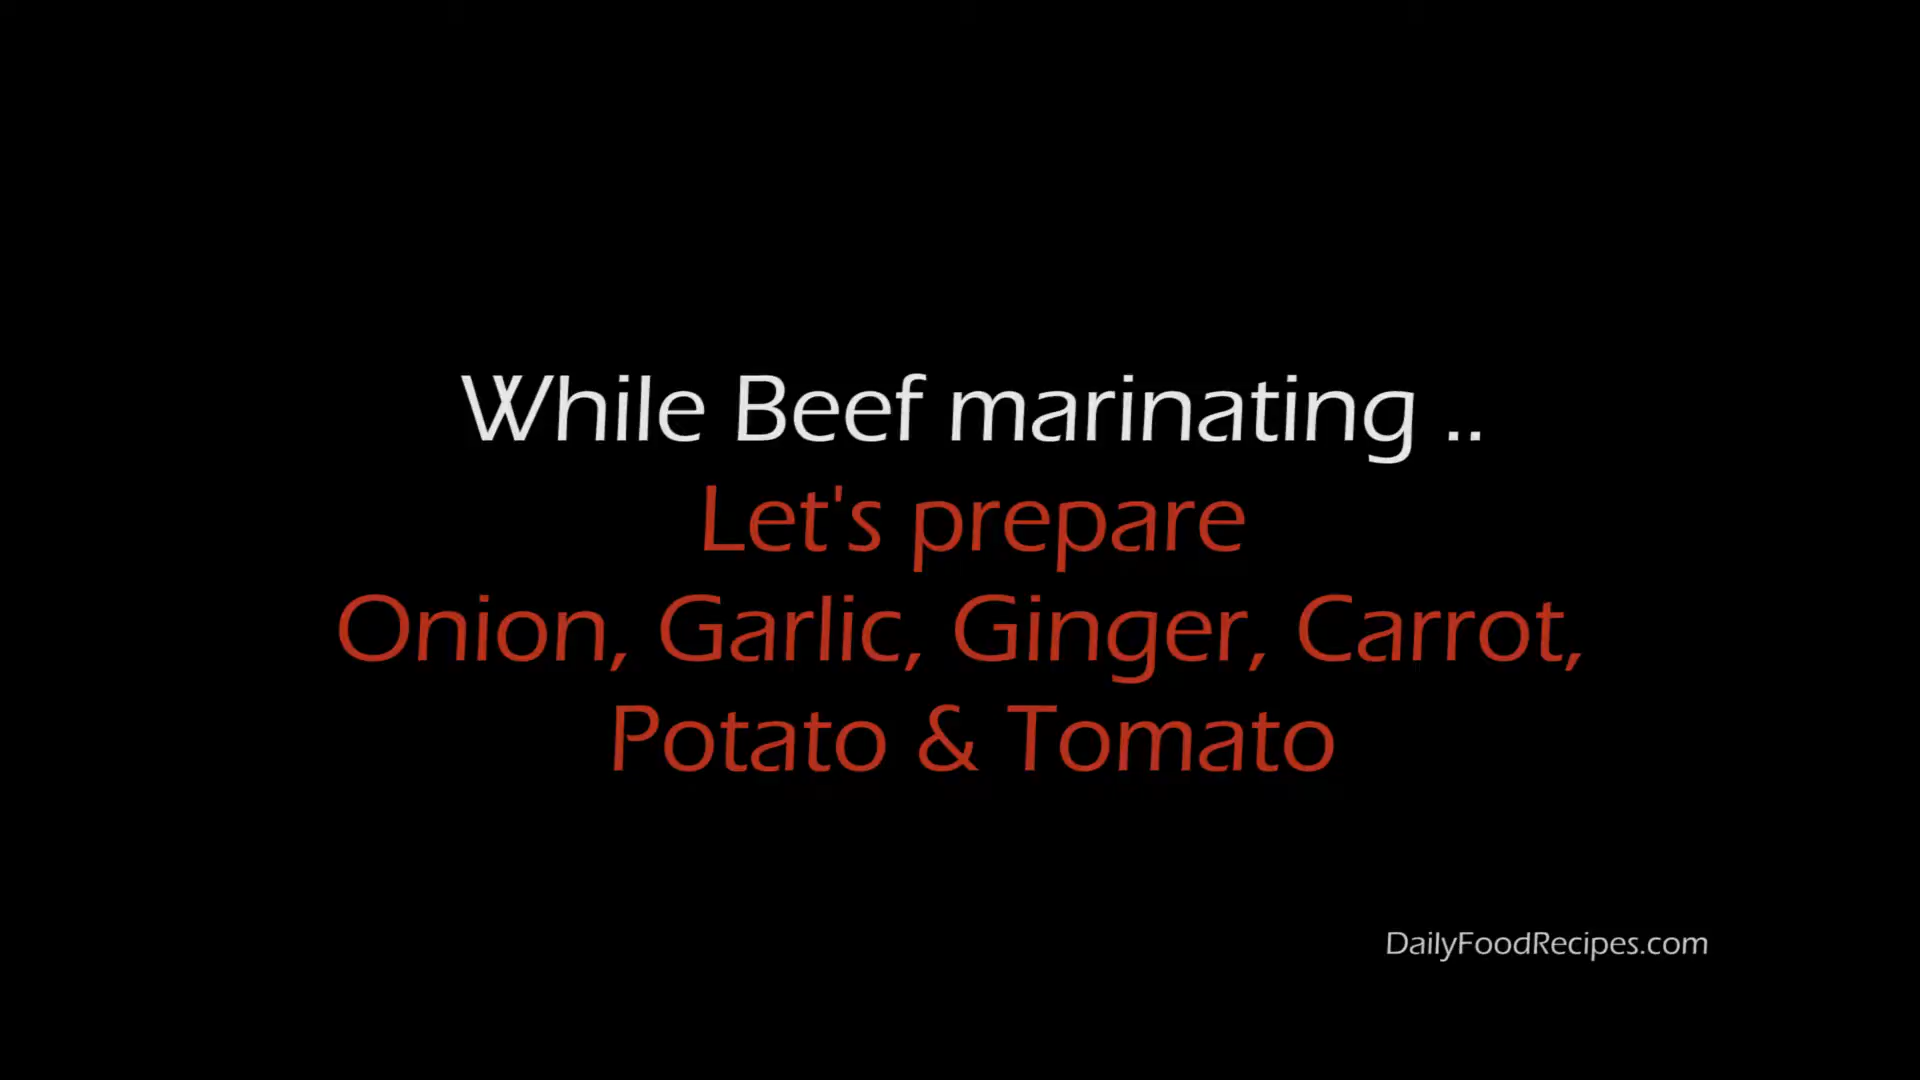 While Beef marinating ..
Let's prepare
Onion, Garlic, Ginger, Carrot,
Potato & Tomato
DailyFoodRecipes.com